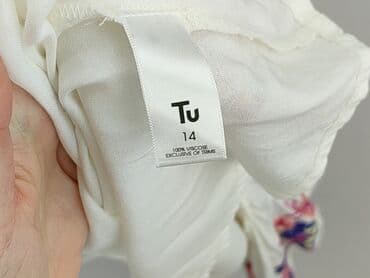 Tu
14
100% VISCOSE
EXCLUSIVE OF TRIMS